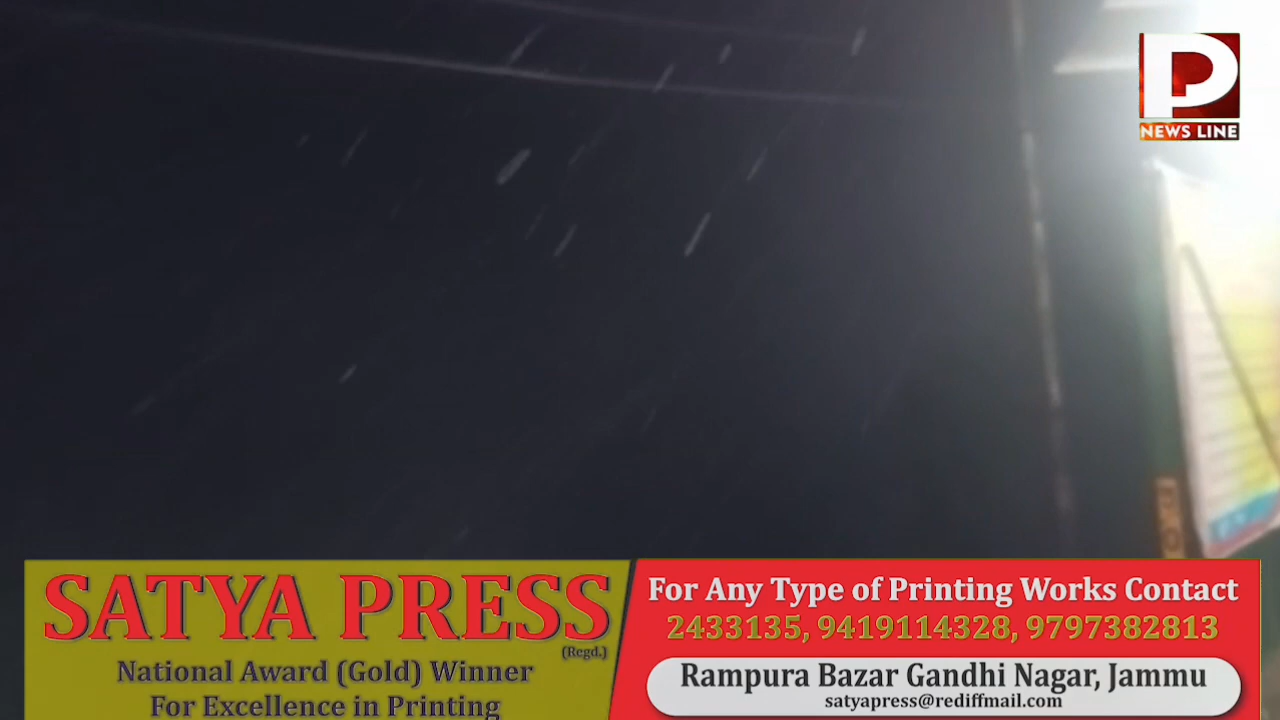 P
NEWS LINE
SATYA PRESS
(Regd.)
National Award (Gold) Winner
For Excellence in Printing
For Any Type of Printing Works Contact
2433135, 9419114328, 9797382813
Rampura Bazar Gandhi Nagar, Jammu
satyapress@rediffmail.com